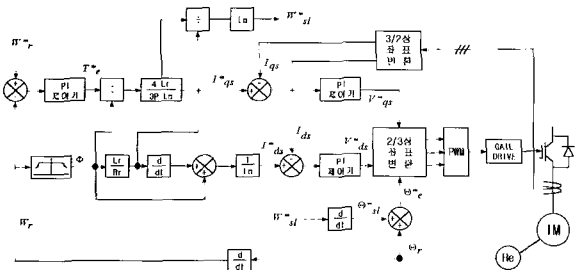 ÷
Lm
W*sl
3/2상
좌표
변환
W*r
T*e
Iqs
PI
제어기
÷
4 Lr
3P Lm
I*qs
PI
제어기
V*qs
Φ
Lr
Rr
d
dt
1
Lm
I*ds
Ids
PI
제어기
V*ds
2/3상
좌표
변환
PWM
GATE
DRIVE
Wr
W*sl
d
dt
Θ*sl
Θ*e
Θr
d
dt
IM
Re